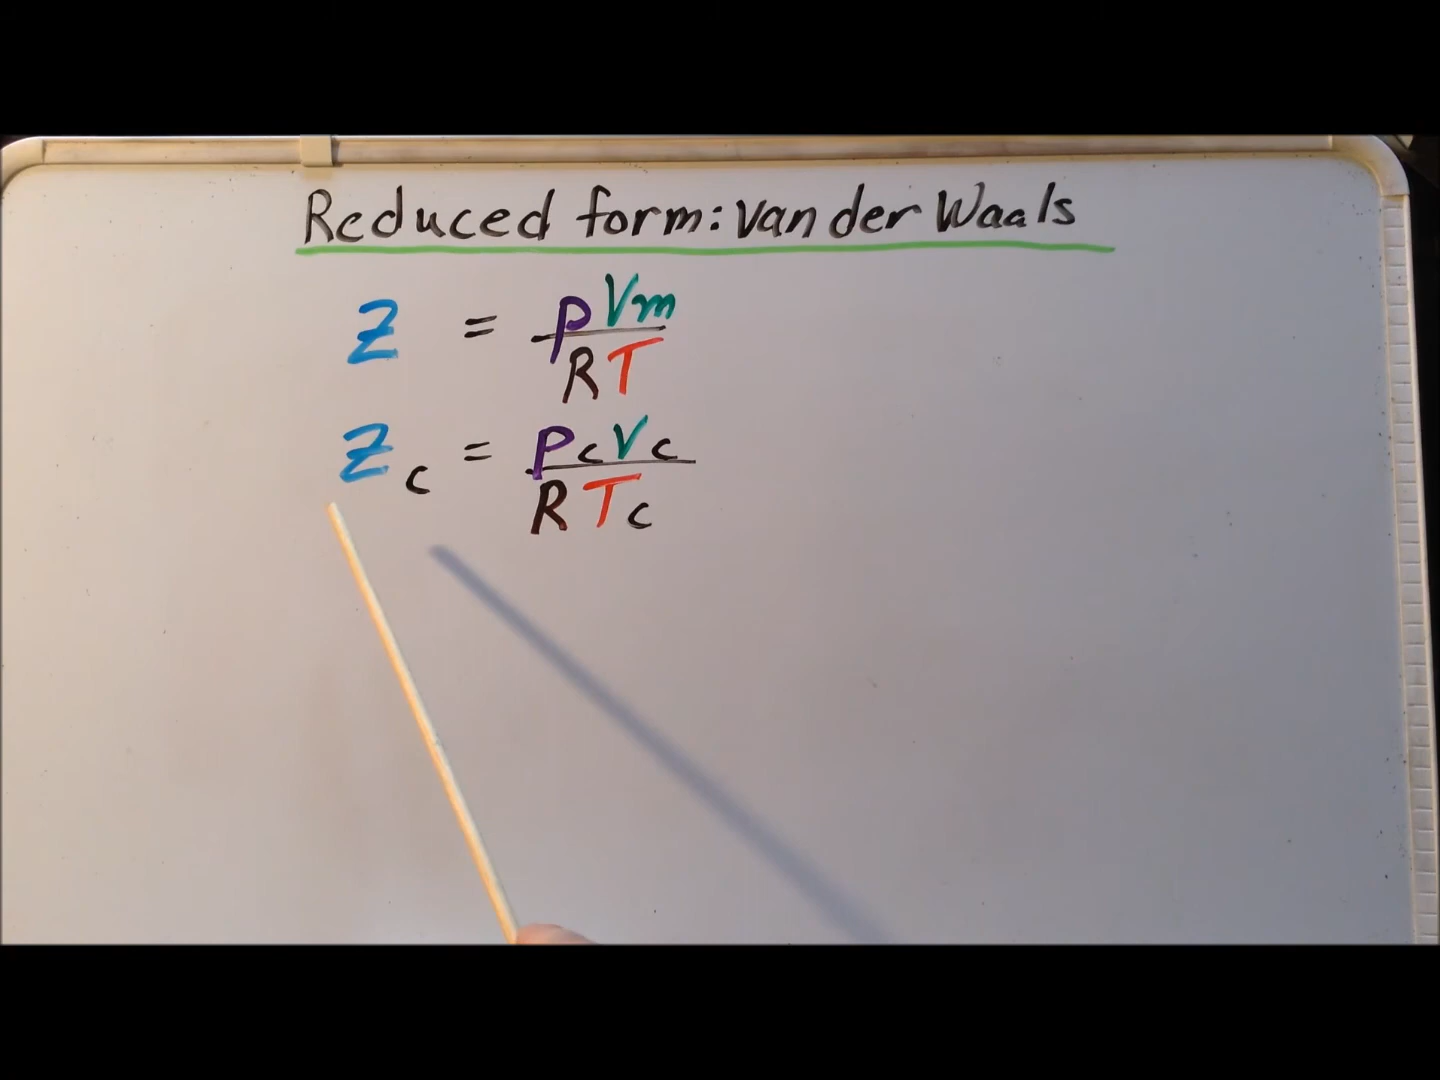 Reduced form: van der Waals
Z = pVm
RT
Zc = pcVc
RTc